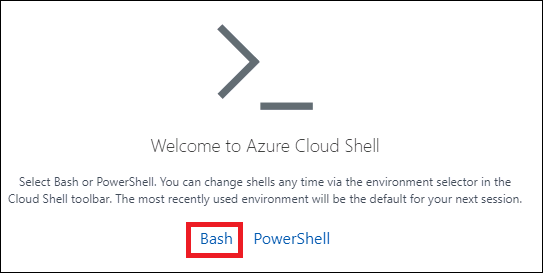 Welcome to Azure Cloud Shell
Select Bash or PowerShell. You can change shells any time via the environment selector in the
Cloud Shell toolbar. The most recently used environment will be the default for your next session.
Bash PowerShell